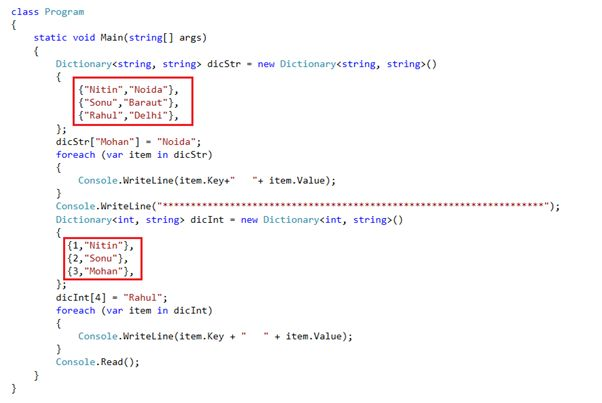 class Program
{
static void Main(string[] args)
{
Dictionary<string, string> dicStr = new Dictionary<string, string>()
{
{"Nitin","Noida"},
{"Sonu","Baraut"},
{"Rahul","Delhi"},
};
dicStr["Mohan"] = "Noida";
foreach (var item in dicStr)
{
Console.WriteLine(item.Key+"   "+ item.Value);
}
Console.WriteLine("********************************************************************");
Dictionary<int, string> dicInt = new Dictionary<int, string>()
{
{1,"Nitin"},
{2,"Sonu"},
{3,"Mohan"},
};
dicInt[4] = "Rahul";
foreach (var item in dicInt)
{
Console.WriteLine(item.Key + "   " + item.Value);
}
Console.Read();
}
}